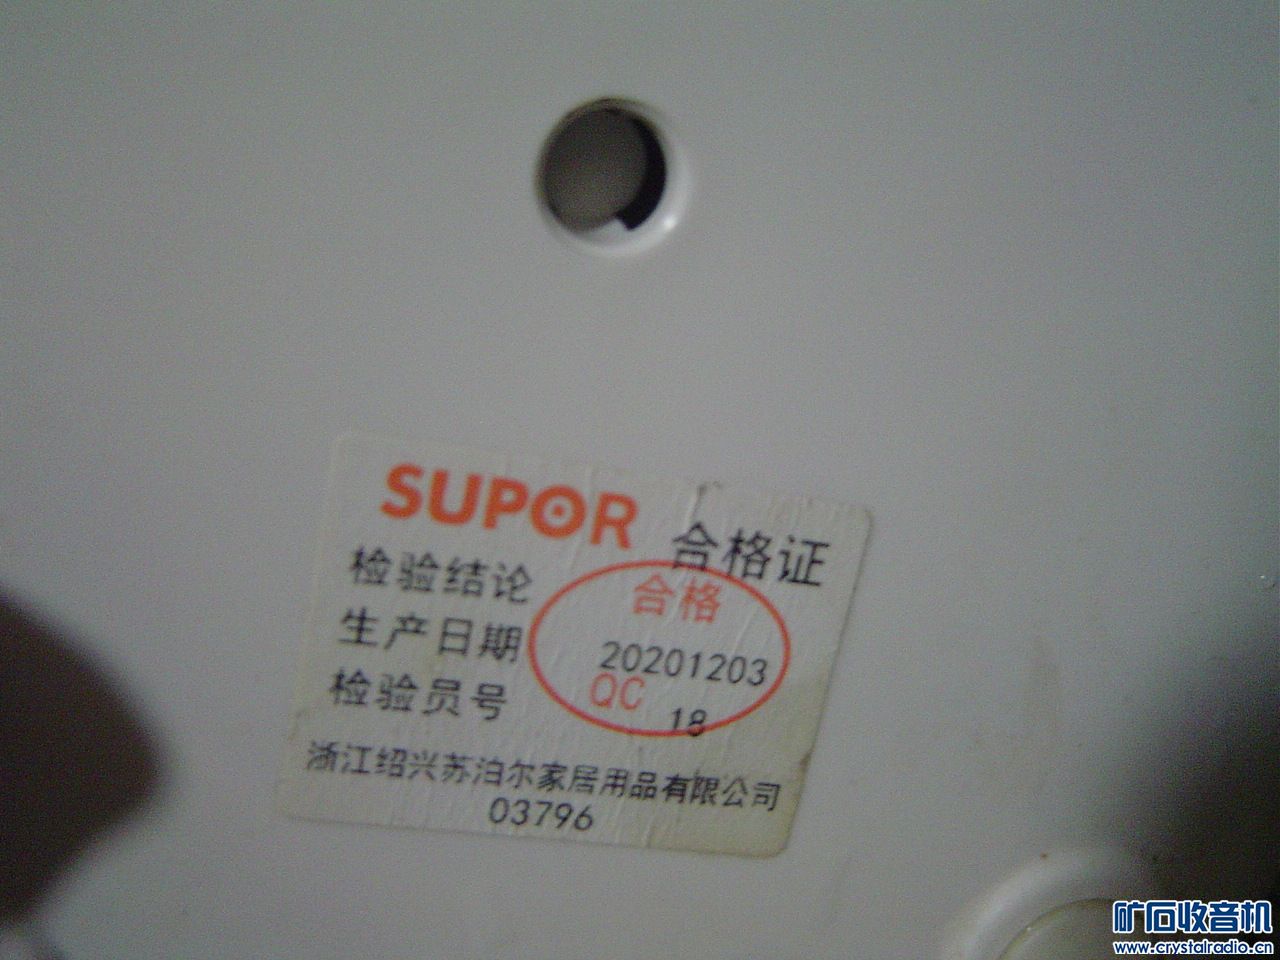 SUPOR 合格证
检验结论 合格
生产日期 20201203
QC
检验员号 18
浙江绍兴苏泊尔家居用品有限公司
03796
矿石收音机
www.crystalradio.cn